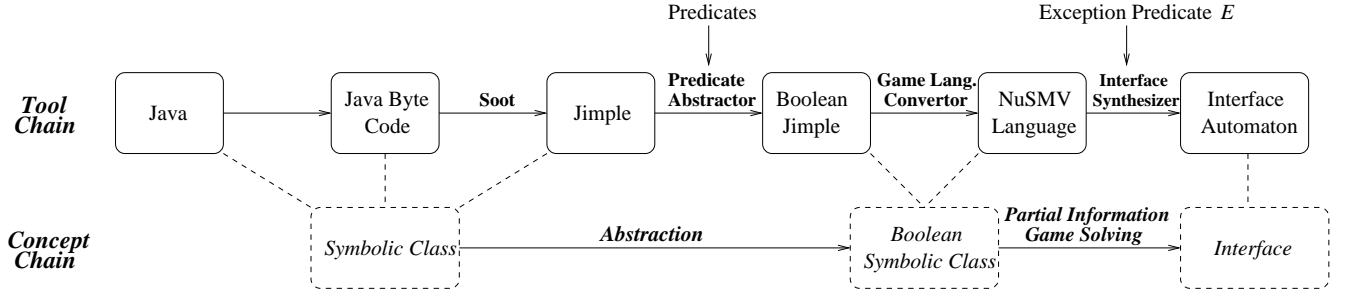 Predicates
Exception Predicate E
Tool
Chain
Java
Java Byte
Code
Soot
Jimple
Predicate
Abstractor
Boolean
Jimple
Game Lang.
Convertor
NuSMV
Language
Interface
Synthesizer
Interface
Automaton
Concept
Chain
Symbolic Class
Abstraction
Boolean
Symbolic Class
Partial Information
Game Solving
Interface